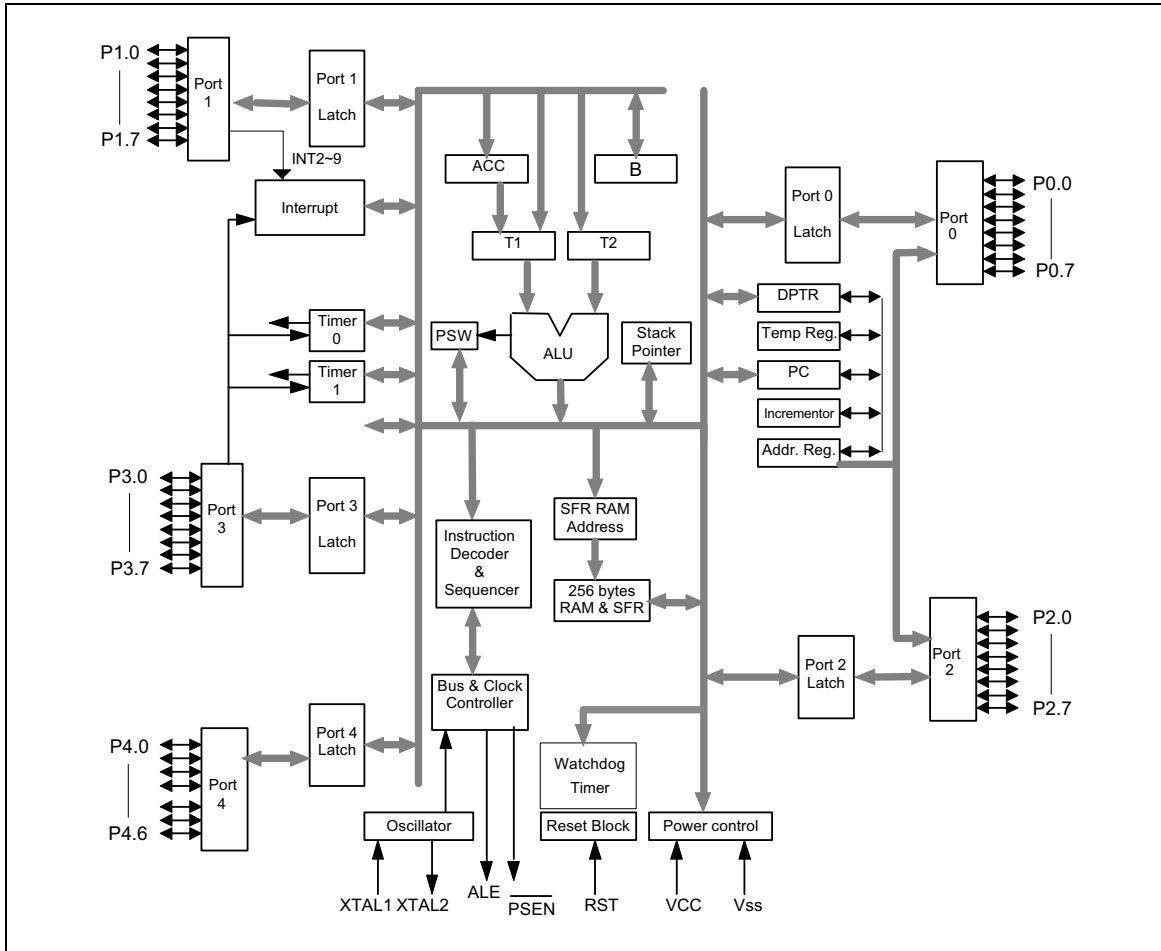 P1.0
P1.7
Port
1
Port 1
Latch
INT2~9
Interrupt
ACC
B
T1
T2
PSW
ALU
Stack
Pointer
Timer
0
Timer
1
Port 0
Latch
Port
0
P0.0
P0.7
DPTR
Temp Reg.
PC
Incrementor
Addr. Reg.
P3.0
P3.7
Port
3
Port 3
Latch
Instruction
Decoder
&
Sequencer
SFR RAM
Address
256 bytes
RAM & SFR
Port 2
Latch
Port
2
P2.0
P2.7
Bus & Clock
Controller
P4.0
P4.6
Port
4
Port 4
Latch
Watchdog
Timer
Oscillator
Reset Block
Power control
XTAL1
XTAL2
ALE
PSEN
RST
VCC
Vss